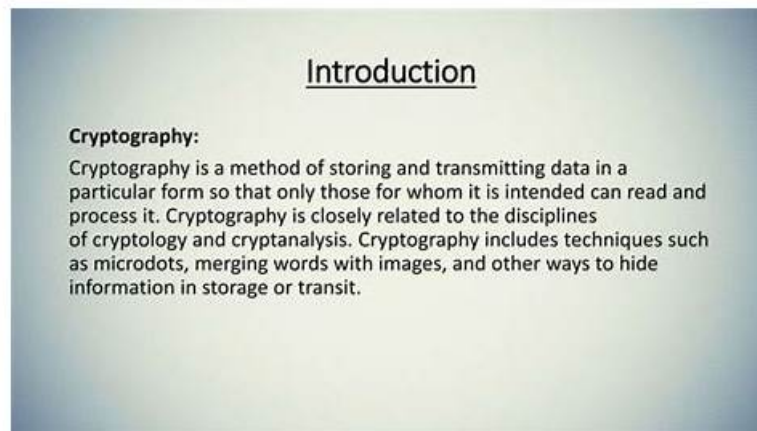 Introduction
Cryptography:
Cryptography is a method of storing and transmitting data in a
particular form so that only those for whom it is intended can read and
process it. Cryptography is closely related to the disciplines
of cryptology and cryptanalysis. Cryptography includes techniques such
as microdots, merging words with images, and other ways to hide
information in storage or transit.